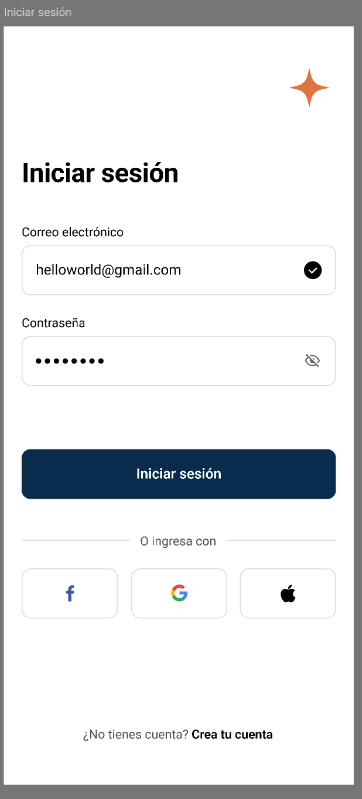 Iniciar sesión
Iniciar sesión
Correo electrónico
helloworld@gmail.com
Contraseña
Iniciar sesión
O ingresa con
¿No tienes cuenta? Crea tu cuenta